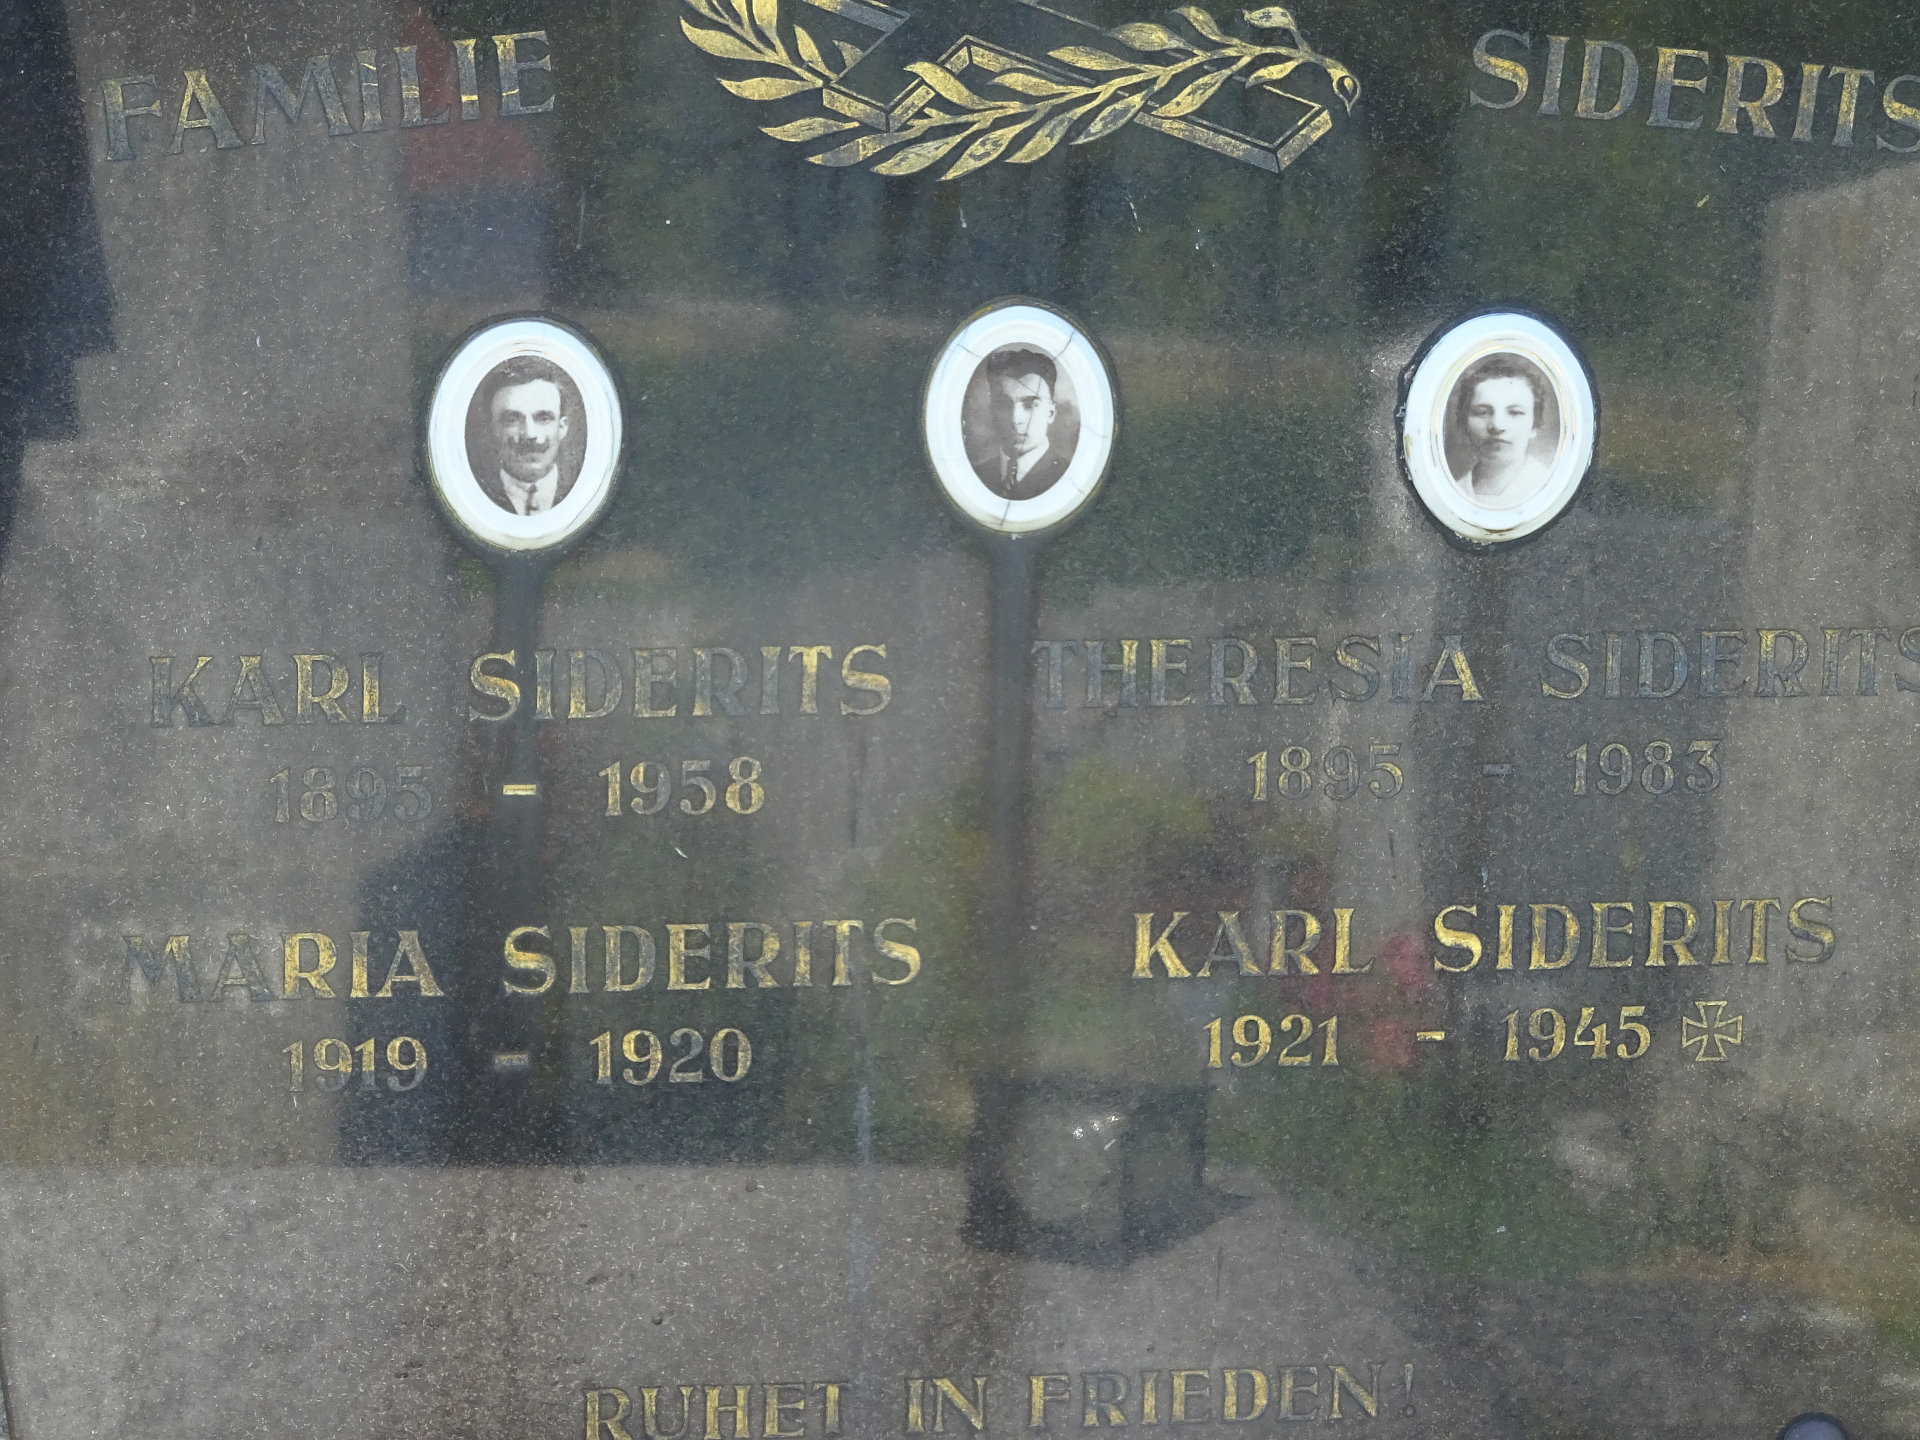 FAMILIE SIDERITS
KARL SIDERITS
1895 - 1958
THERESIA SIDERITS
1895 - 1983
MARIA SIDERITS
1919 - 1920
KARL SIDERITS
1921 - 1945 ✠
RUHET IN FRIEDEN!